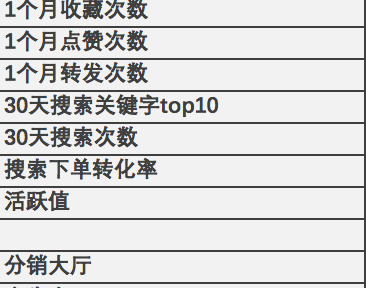 1个月收藏次数
1个月点赞次数
1个月转发次数
30天搜索关键字top10
30天搜索次数
搜索下单转化率
活跃值
分销大厅